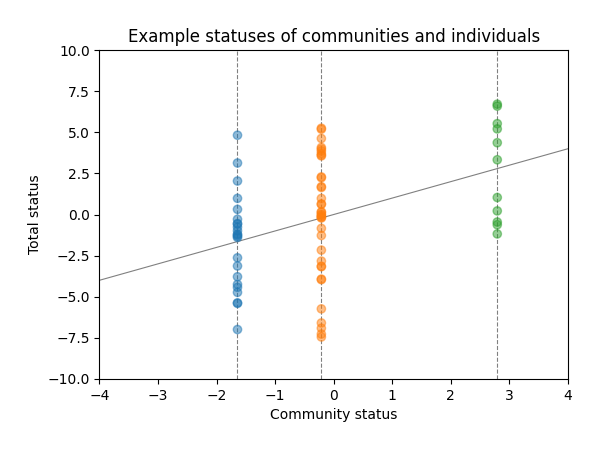 Example statuses of communities and individuals
10.0
7.5
5.0
2.5
0.0
−2.5
−5.0
−7.5
−10.0
Total status
−4 −3 −2 −1 0 1 2 3 4
Community status